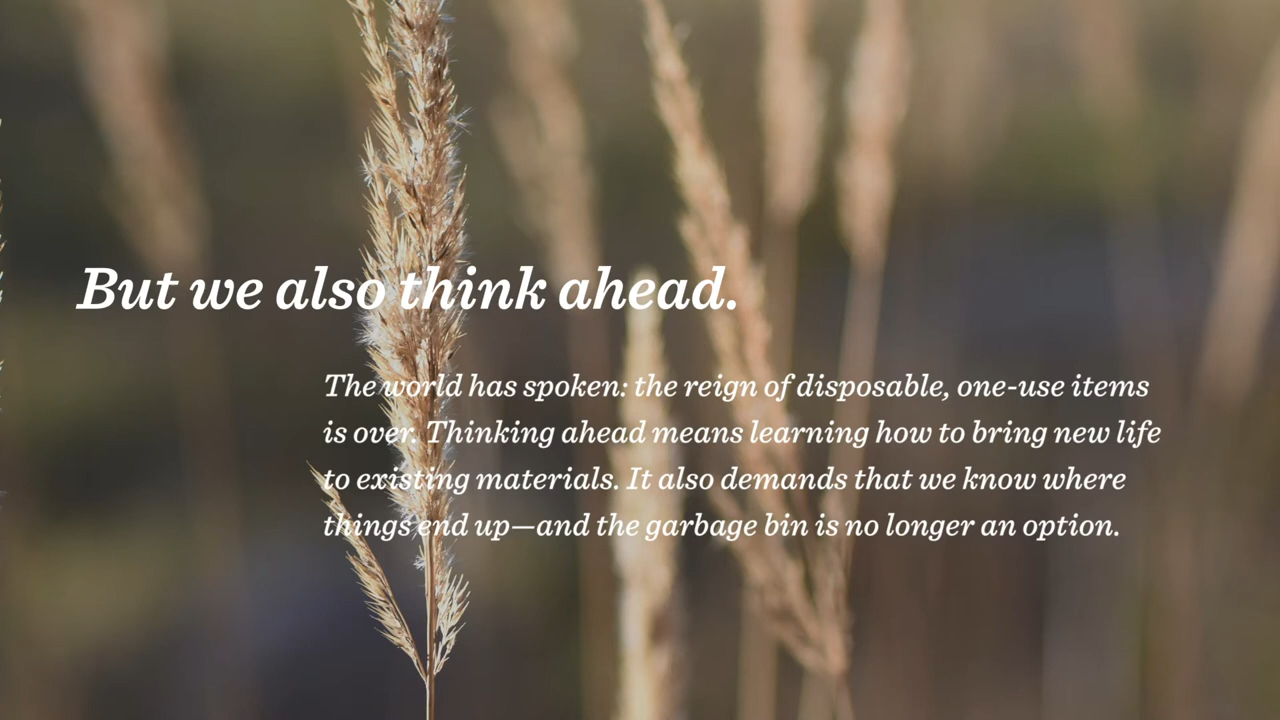 But we also think ahead.
The world has spoken: the reign of disposable, one-use items
is over. Thinking ahead means learning how to bring new life
to existing materials. It also demands that we know where
things end up—and the garbage bin is no longer an option.